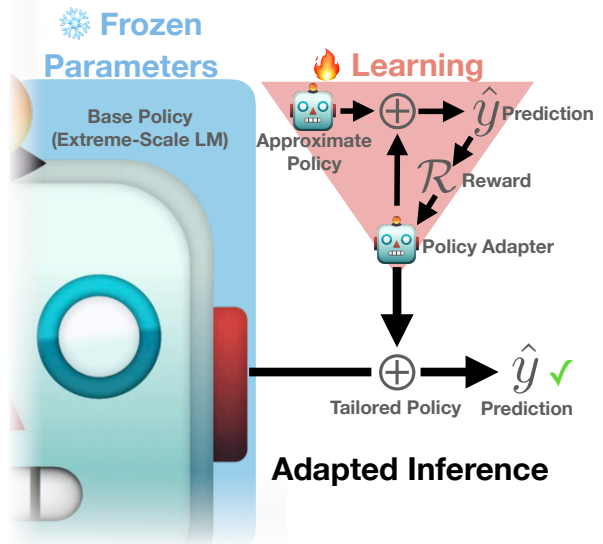 Frozen
Parameters
Learning
Base Policy
(Extreme-Scale LM)
Approximate
Policy
⊕
ŷ
Prediction
ℛ
Reward
Policy Adapter
⊕
ŷ ✓
Tailored Policy
Prediction
Adapted Inference